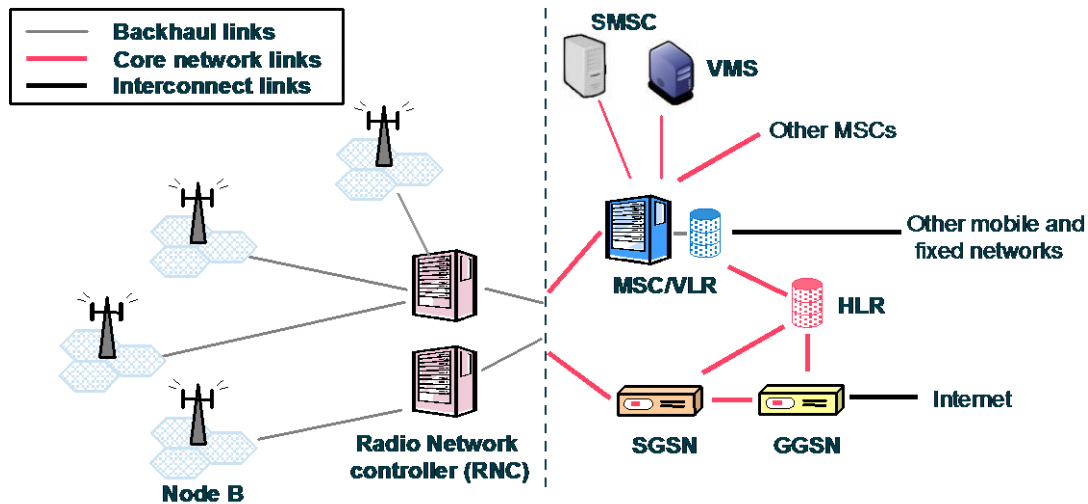 Backhaul links
Core network links
Interconnect links
SMSC
VMS
Other MSCs
Other mobile and
fixed networks
MSC/VLR
HLR
Internet
SGSN
GGSN
Radio Network
controller (RNC)
Node B